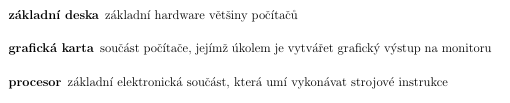 základní deska základní hardware většiny počítačů
grafická karta součást počítače, jejímž úkolem je vytvářet grafický výstup na monitoru
procesor základní elektronická součást, která umí vykonávat strojové instrukce